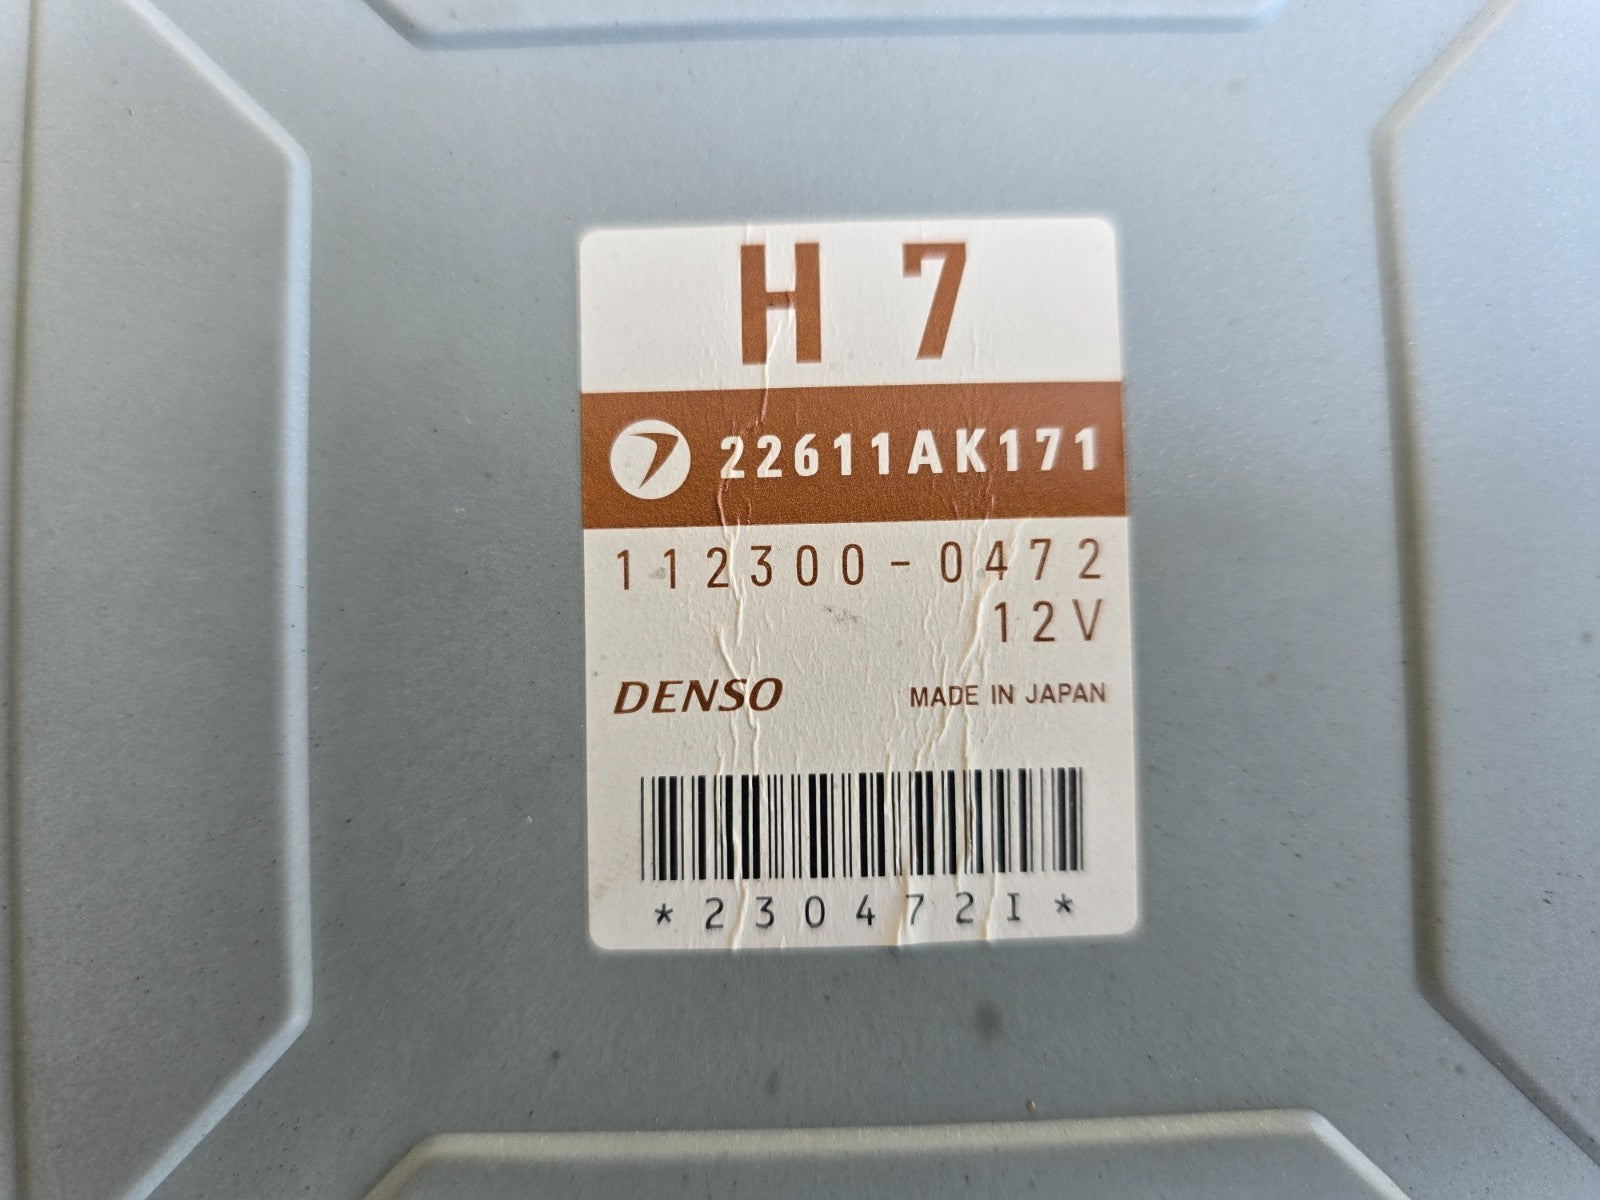 H 7
22611AK171
112300-0472
12V
DENSO MADE IN JAPAN
*230472I*